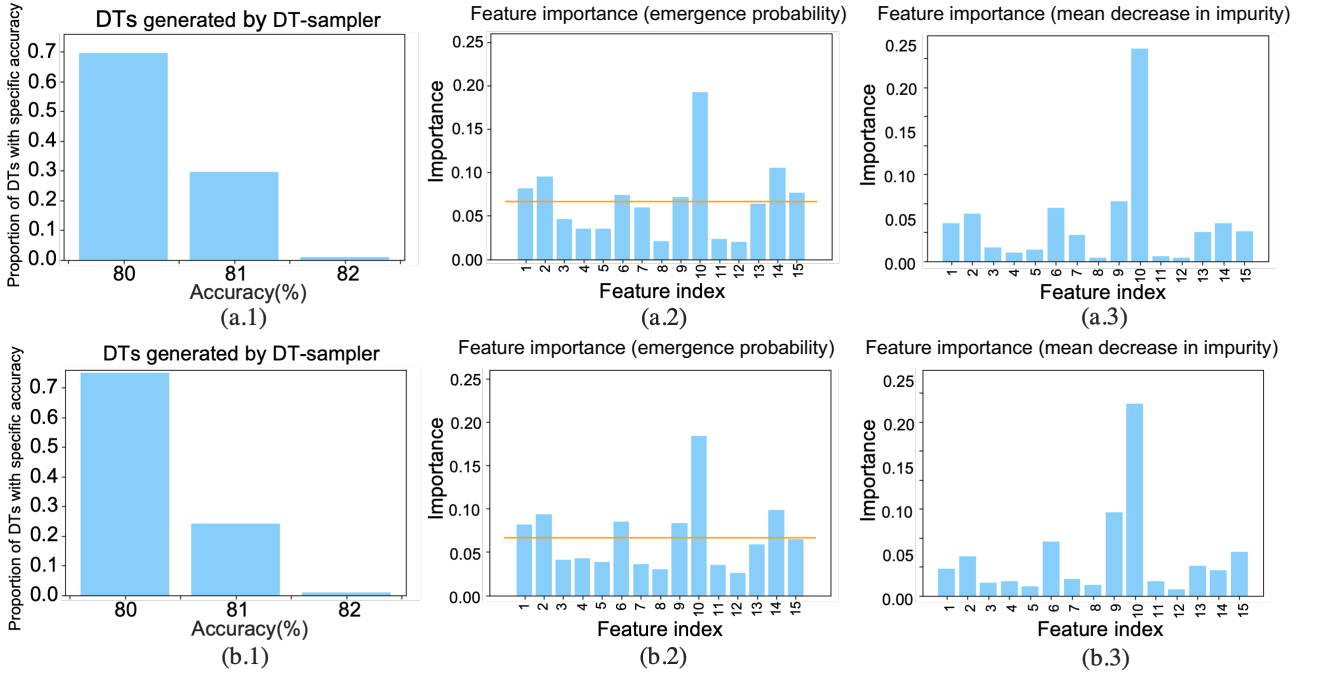 DTs generated by DT-sampler
Proportion of DTs with specific accuracy
0.7
0.6
0.5
0.4
0.3
0.2
0.1
0.0
80 81 82
Accuracy(%)
(a.1)
Feature importance (emergence probability)
Importance
0.25
0.20
0.15
0.10
0.05
0.00
1 2 3 4 5 6 7 8 9 10 11 12 13 14 15
Feature index
(a.2)
Feature importance (mean decrease in impurity)
Importance
0.25
0.20
0.15
0.10
0.05
0.00
1 2 3 4 5 6 7 8 9 10 11 12 13 14 15
Feature index
(a.3)
DTs generated by DT-sampler
Proportion of DTs with specific accuracy
0.7
0.6
0.5
0.4
0.3
0.2
0.1
0.0
80 81 82
Accuracy(%)
(b.1)
Feature importance (emergence probability)
Importance
0.25
0.20
0.15
0.10
0.05
0.00
1 2 3 4 5 6 7 8 9 10 11 12 13 14 15
Feature index
(b.2)
Feature importance (mean decrease in impurity)
Importance
0.25
0.20
0.15
0.10
0.05
0.00
1 2 3 4 5 6 7 8 9 10 11 12 13 14 15
Feature index
(b.3)